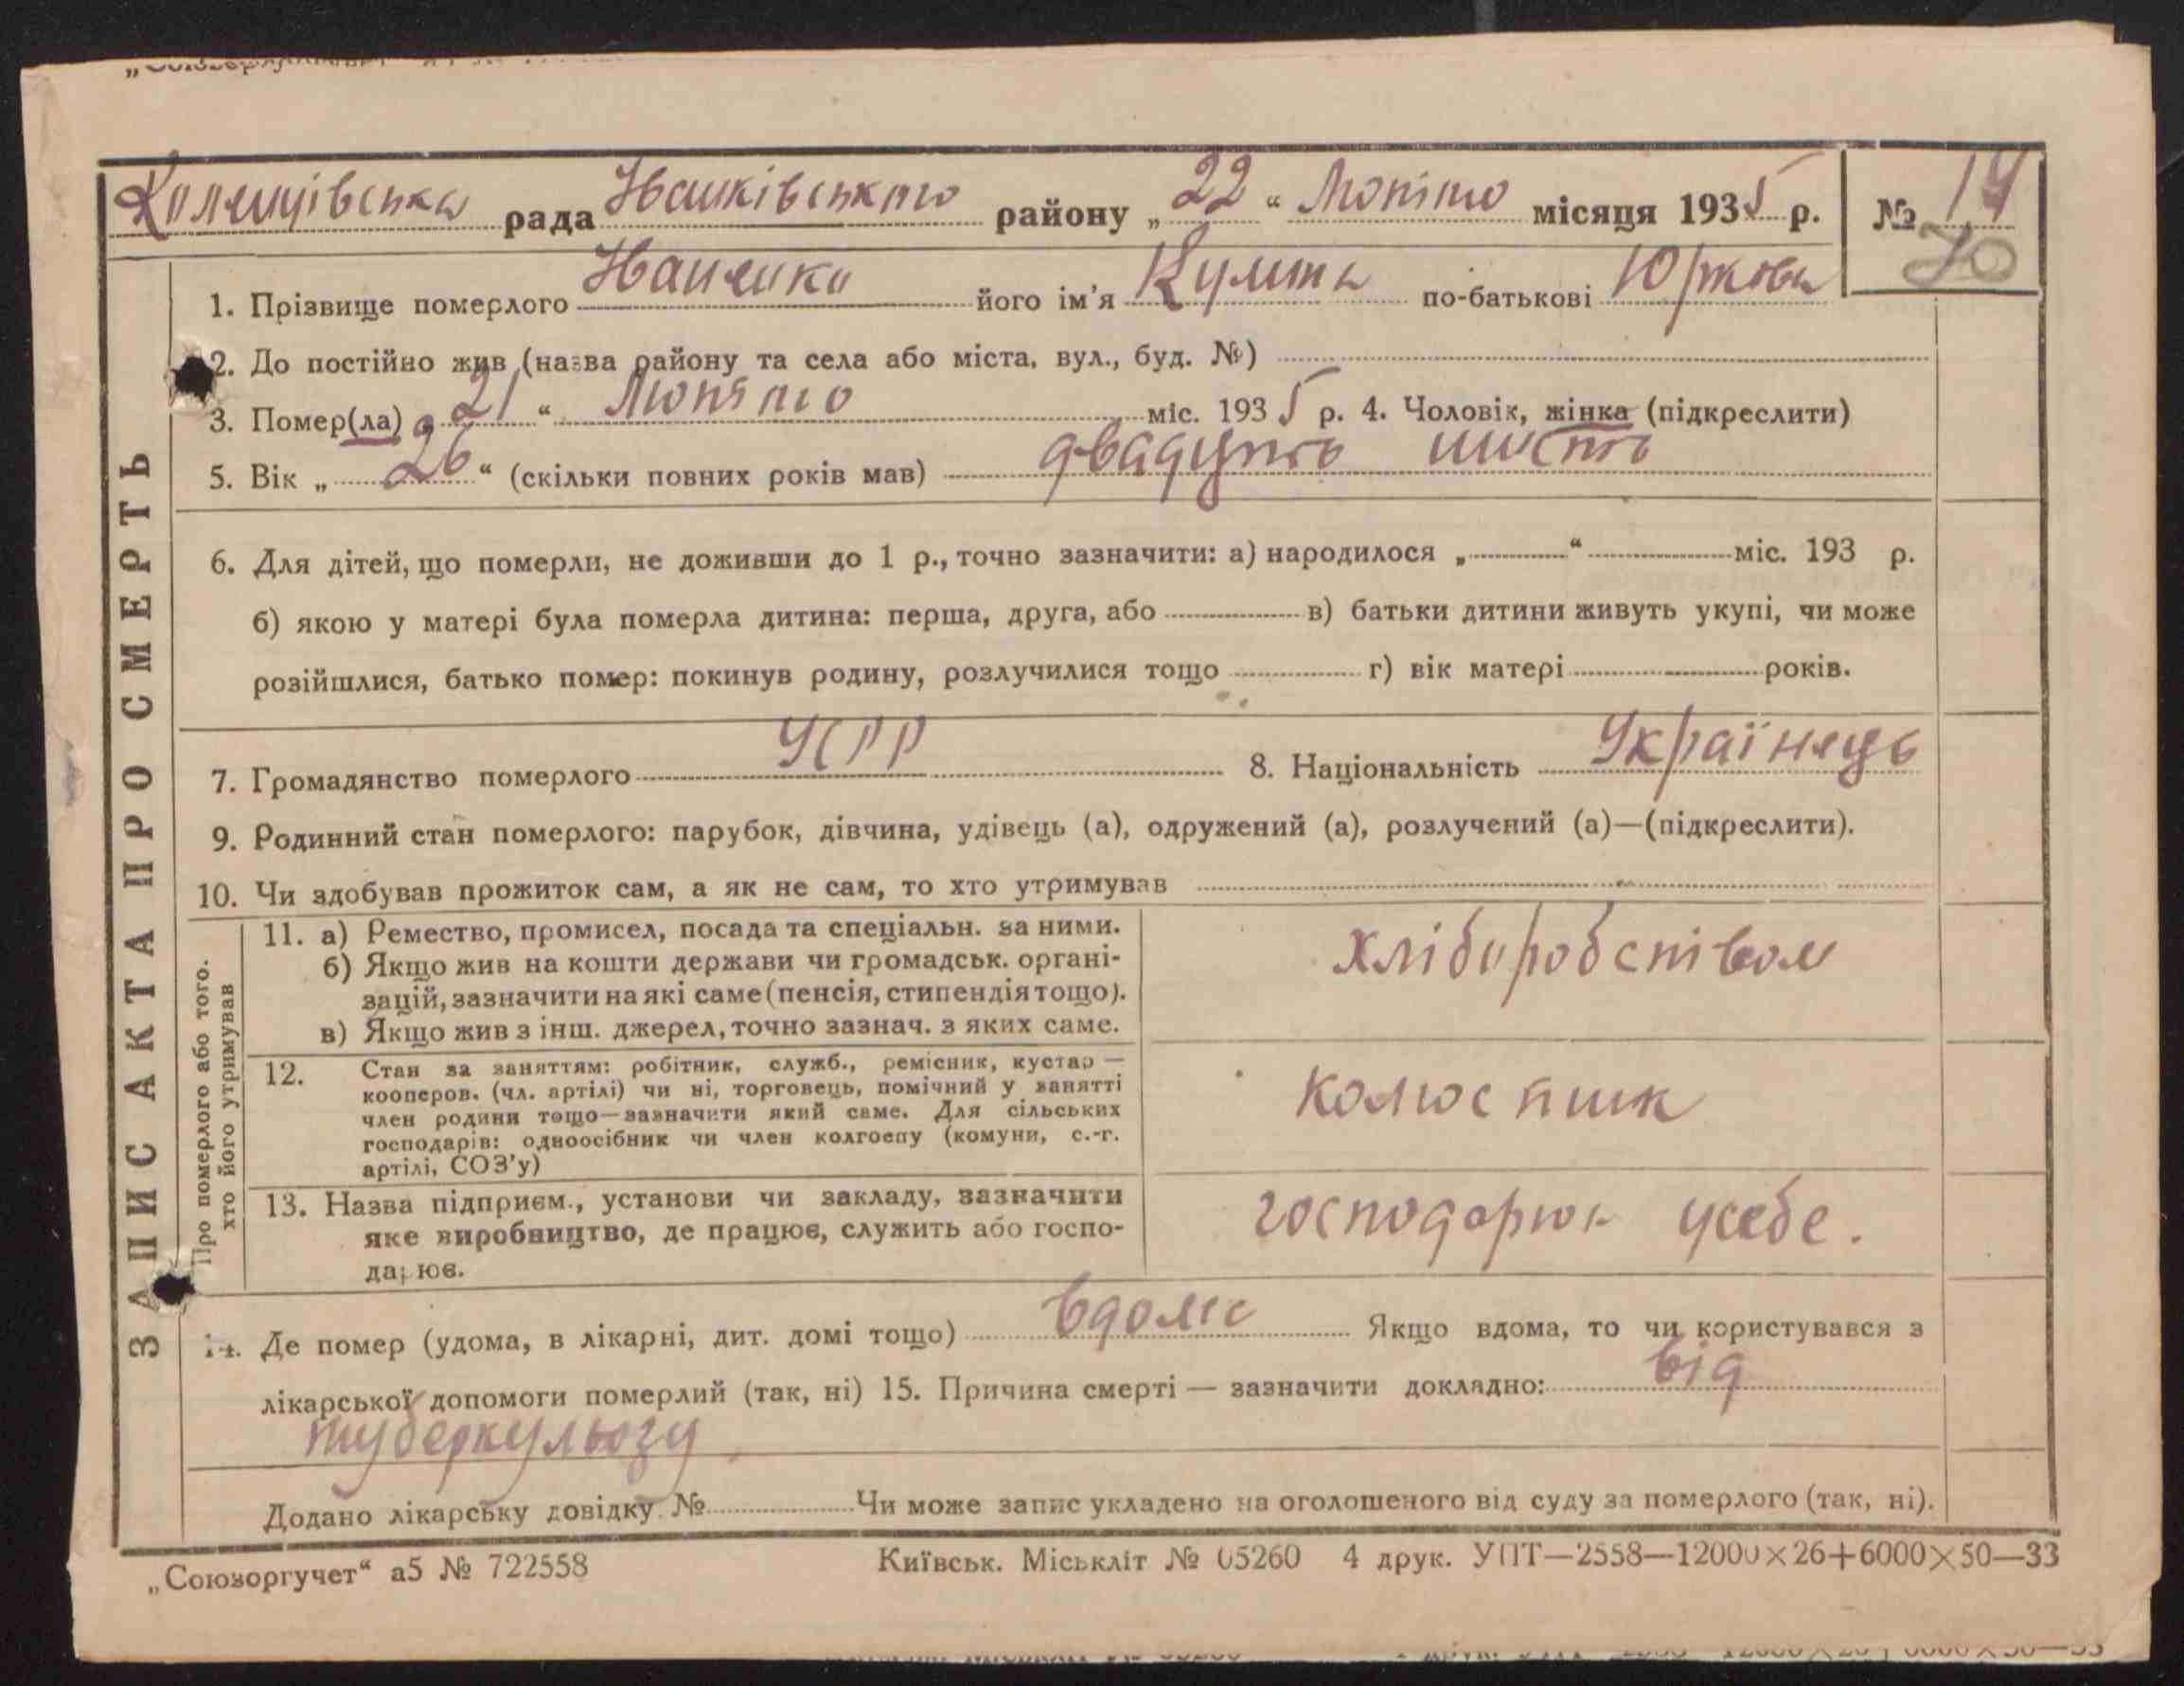 рада району „ 22 “ Лютого місяця 1935 р. № 14
70
1. Прізвище померлого його ім'я по-батькові
2. До постійно жив (назва району та села або міста, вул., буд. №)
3. Помер(ла) „ 21 “ Лютого міс. 1935 р. 4. Чоловік, жінка (підкреслити)
5. Вік „ 26 “ (скільки повних років мав) двадцять шість
6. Для дітей, що померли, не доживши до 1 р., точно зазначити: а) народилося „ “ міс. 193 р.
б) якою у матері була померла дитина: перша, друга, або в) батьки дитини живуть укупі, чи може
розійшлися, батько помер: покинув родину, розлучилися тощо г) вік матері років.
7. Громадянство померлого УСРР 8. Національність Українець
9. Родинний стан померлого: парубок, дівчина, удівець (а), одружений (а), розлучений (а)—(підкреслити).
10. Чи здобував прожиток сам, а як не сам, то хто утримував
ЗАПИС АКТА ПРО СМЕРТЬ
Про померлого або того.
хто його утримував
11. а) Ремество, промисел, посада та спеціальн. за ними.
б) Якщо жив на кошти держави чи громадськ. органі-
зацій, зазначити на які саме (пенсія, стипендія тощо).
в) Якщо жив з інш. джерел, точно зазнач. з яких саме.
хліборобством
12. Стан за заняттям: робітник, служб., ремісник, кустар —
кооперов. (чл. артілі) чи ні, торговець, помічний у занятті
член родини тощо—зазначити який саме. Для сільських
господарів: одноосібник чи член колгоспу (комуни, с.-г.
артілі, СОЗ'у)
13. Назва підприєм., установи чи закладу, зазначити
яке виробництво, де працює, служить або госпо-
дарює.
усебе.
14. Де помер (удома, в лікарні, дит. домі тощо) вдома Якщо вдома, то чи користувався з
лікарської допомоги померлий (так, ні) 15. Причина смерті — зазначити докладно: від
туберкульозу
Додано лікарську довідку № Чи може запис укладено на оголошеного від суду за померлого (так, ні).
„Союзоргучет“ а5 № 722558 Київськ. Міськліт № 05260 4 друк. УПТ—2558—12000×26+6000×50—33